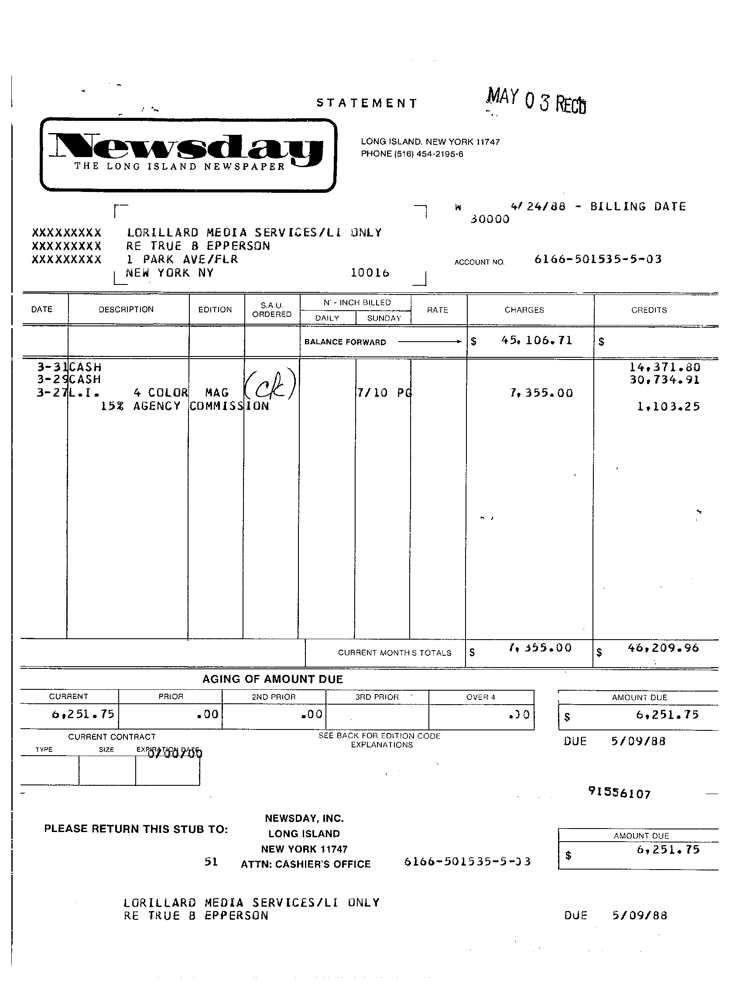 STATEMENT
MAY 03 RECD
Newsday
THE LONG ISLAND NEWSPAPER
LONG ISLAND, NEW YORK 11747
PHONE (516) 454-2195-6
W 4/24/88 - BILLING DATE
30000
XXXXXXXXX LORILLARD MEDIA SERVICES/LI ONLY
XXXXXXXXX RE TRUE B EPPERSON
XXXXXXXXX 1 PARK AVE/FLR
NEW YORK NY 10016
ACCOUNT NO. 6166-501535-5-03
DATE DESCRIPTION EDITION S.A.U. ORDERED N° - INCH BILLED DAILY SUNDAY RATE CHARGES CREDITS
BALANCE FORWARD $ 45,106.71 $
3-31 CASH 14,371.80
3-29 CASH 30,734.91
3-27 L.I. 4 COLOR MAG (ck) 7/10 PG 7,355.00
15% AGENCY COMMISSION 1,103.25
CURRENT MONTH'S TOTALS $ 7,355.00 $ 46,209.96
AGING OF AMOUNT DUE
CURRENT PRIOR 2ND PRIOR 3RD PRIOR OVER 4 AMOUNT DUE
6,251.75 .00 .00 .00 $ 6,251.75
CURRENT CONTRACT
SEE BACK FOR EDITION CODE
EXPLANATIONS
DUE 5/09/88
TYPE SIZE EXPIRATION DATE
0/00/00
91556107
PLEASE RETURN THIS STUB TO:
NEWSDAY, INC.
LONG ISLAND
NEW YORK 11747
51 ATTN: CASHIER'S OFFICE 6166-501535-5-03
AMOUNT DUE
$ 6,251.75
LORILLARD MEDIA SERVICES/LI ONLY
RE TRUE B EPPERSON
DUE 5/09/88